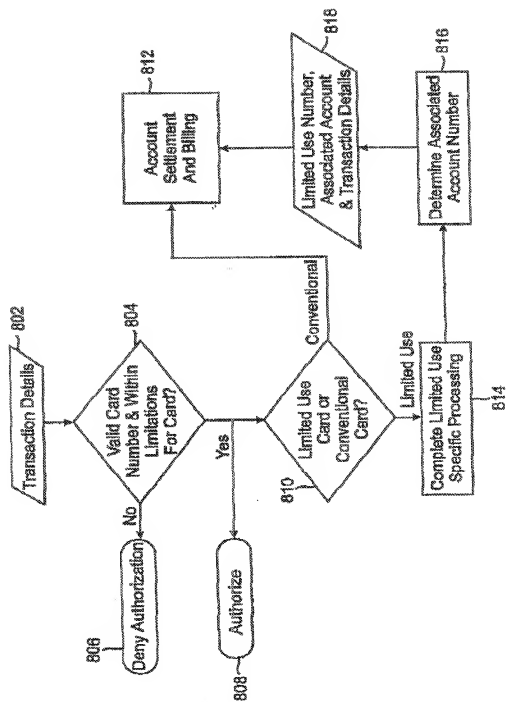 802
Transaction Details
804
Valid Card
Number & Within
Limitations
For Card?
No
Yes
806
Deny Authorization
808
Authorize
810
Limited Use
Card or
Conventional
Card?
Conventional
Limited Use
812
Account
Settlement
And Billing
818
Limited Use Number,
Associated Account
& Transaction Details
816
Determine Associated
Account Number
Complete Limited Use
Specific Processing
814